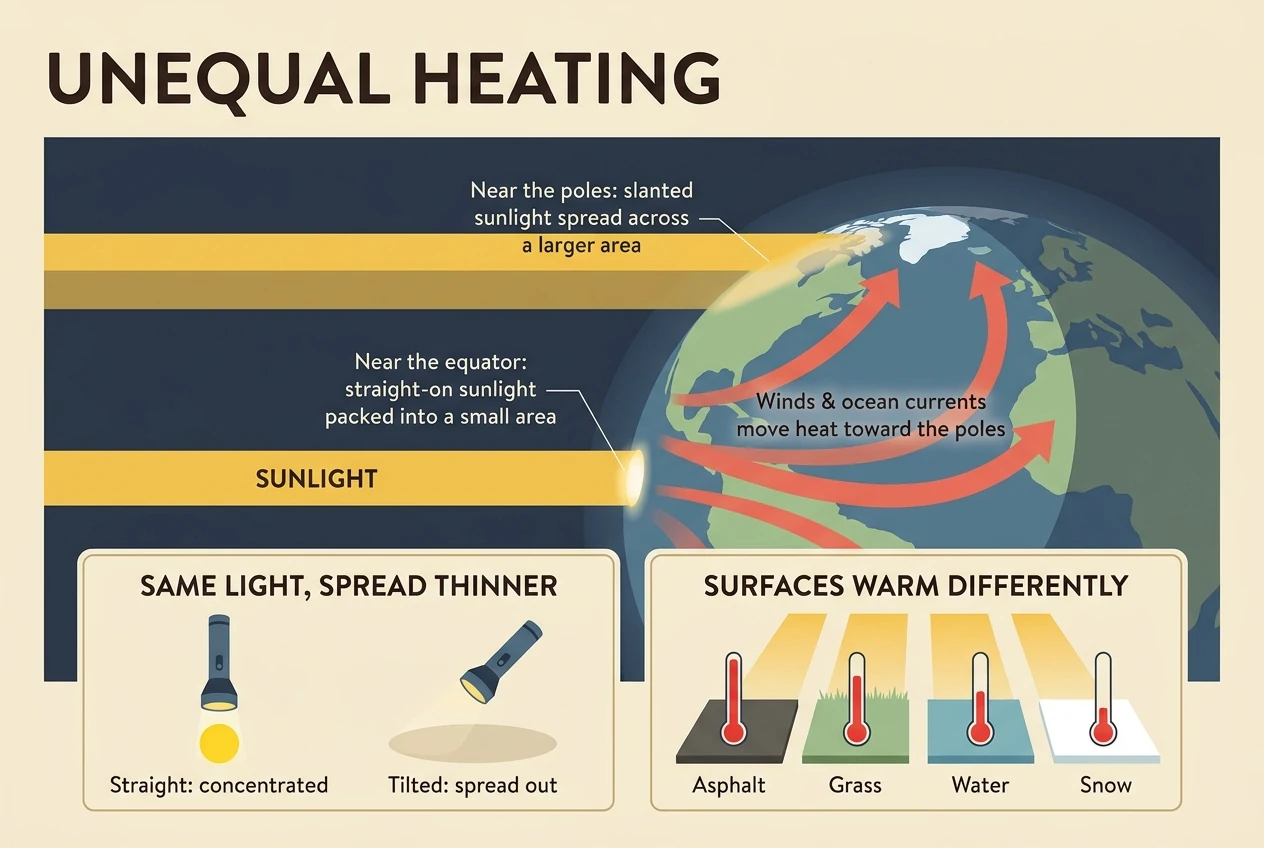 UNEQUAL HEATING
Near the poles: slanted
sunlight spread across
a larger area
Near the equator:
straight-on sunlight
packed into a small area
Winds & ocean currents
move heat toward the poles
SUNLIGHT
SAME LIGHT, SPREAD THINNER
Straight: concentrated
Tilted: spread out
SURFACES WARM DIFFERENTLY
Asphalt
Grass
Water
Snow